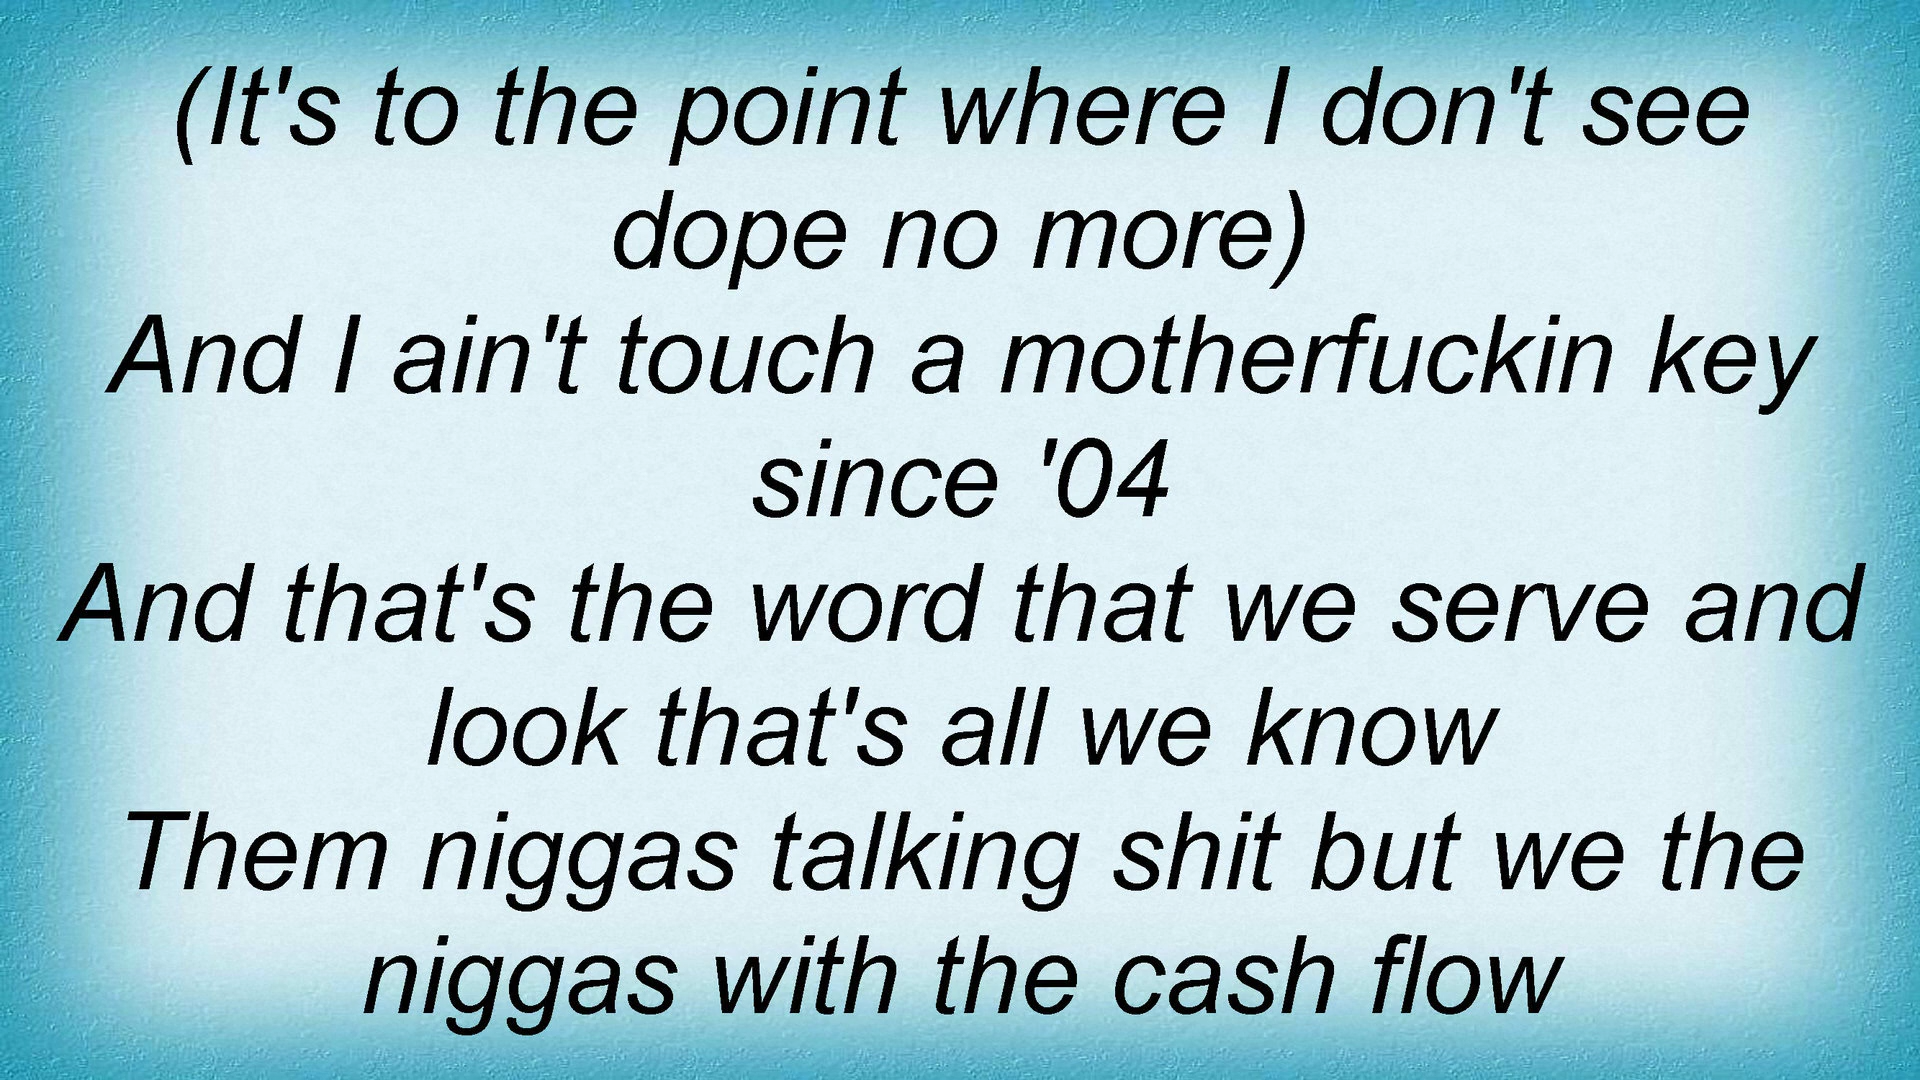 (It's to the point where I don't see
dope no more)
And I ain't touch a motherfuckin key
since '04
And that's the word that we serve and
look that's all we know
Them niggas talking shit but we the
niggas with the cash flow